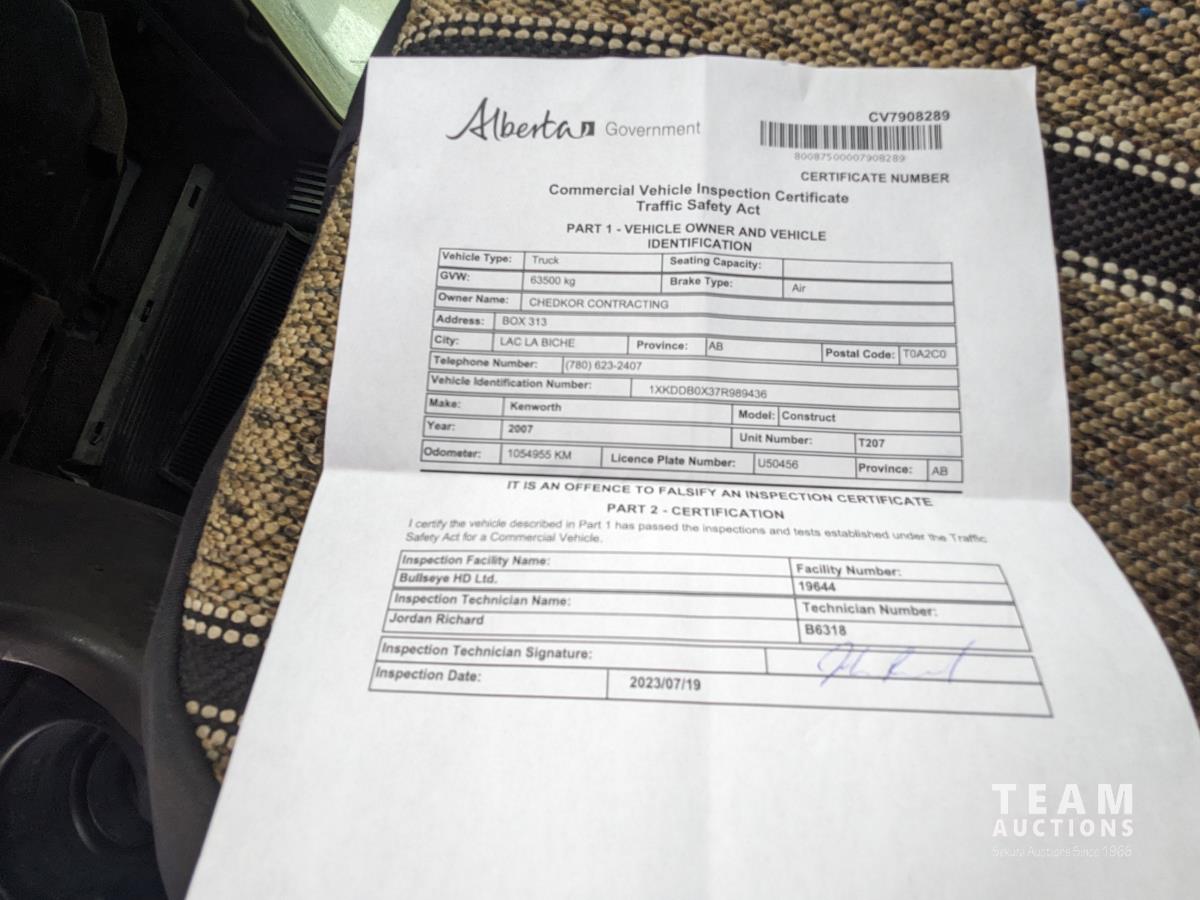 Alberta Government
CV7908289
80087500007908289
CERTIFICATE NUMBER
Commercial Vehicle Inspection Certificate
Traffic Safety Act
PART 1 - VEHICLE OWNER AND VEHICLE
IDENTIFICATION
Vehicle Type: Truck Seating Capacity:
GVW: 63500 kg Brake Type: Air
Owner Name: CHEDKOR CONTRACTING
Address: BOX 313
City: LAC LA BICHE Province: AB Postal Code: T0A2C0
Telephone Number: (780) 623-2407
Vehicle Identification Number: 1XKDDB0X37R989436
Make: Kenworth Model: Construct
Year: 2007 Unit Number: T207
Odometer: 1054955 KM Licence Plate Number: U50456 Province: AB
IT IS AN OFFENCE TO FALSIFY AN INSPECTION CERTIFICATE
PART 2 - CERTIFICATION
I certify the vehicle described in Part 1 has passed the inspections and tests established under the Traffic
Safety Act for a Commercial Vehicle.
Inspection Facility Name: Facility Number:
Bullseye HD Ltd. 19644
Inspection Technician Name: Technician Number:
Jordan Richard B6318
Inspection Technician Signature:
Inspection Date: 2023/07/19
TEAM
AUCTIONS
Sekura Auctions Since 1966